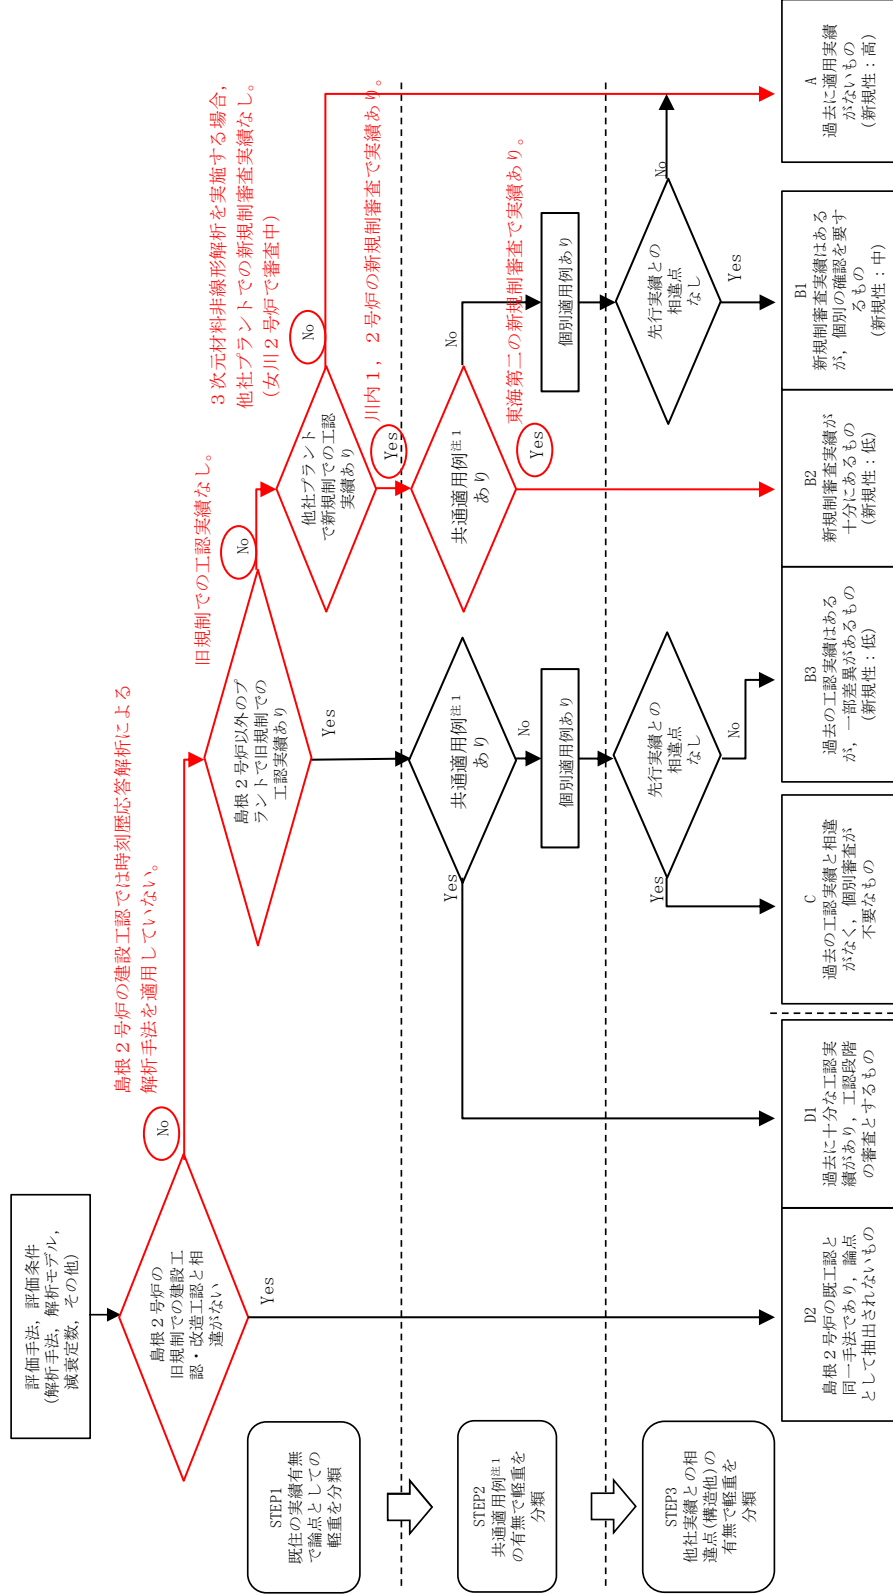 評価手法，評価条件
(解析手法，解析モデル，
減衰定数，その他)
島根２号炉の
旧規制での建設工
認・改造工認と相
違がない
No
Yes
島根２号炉の建設工認では時刻歴応答解析による
解析手法を適用していない。
島根２号炉以外のプ
ラントで旧規制での
工認実績あり
No
Yes
旧規制での工認実績なし。
他社プラント
で新規制での工認
実績あり
No
Yes
３次元材料非線形解析を実施する場合，
他社プラントでの新規制審査実績なし。
(女川２号炉で審査中)
川内１，２号炉の新規制審査で実績あり。
共通適用例注１
あり
Yes
No
個別適用例あり
共通適用例注１
あり
No
Yes
東海第二の新規制審査で実績あり。
個別適用例あり
先行実績との
相違点
なし
Yes
No
先行実績との
相違点
なし
No
Yes
STEP1
既往の実績有無
で論点としての
軽重を分類
STEP2
共通適用例注１
の有無で軽重を
分類
STEP3
他社実績との相
違点(構造他)の
有無で軽重を
分類
D2
島根２号炉の既工認と
同一手法であり，論点
として抽出されないもの
D1
過去に十分な工認実
績があり，工認段階
の審査とするもの
C
過去の工認実績と相違
がなく，個別審査が
不要なもの
B3
過去の工認実績はある
が，一部差異があるもの
(新規性：低)
B2
新規制審査実績が
十分にあるもの
(新規性：低)
B1
新規制審査実績はある
が，個別の確認を要す
るもの
(新規性：中)
A
過去に適用実績
がないもの
(新規性：高)